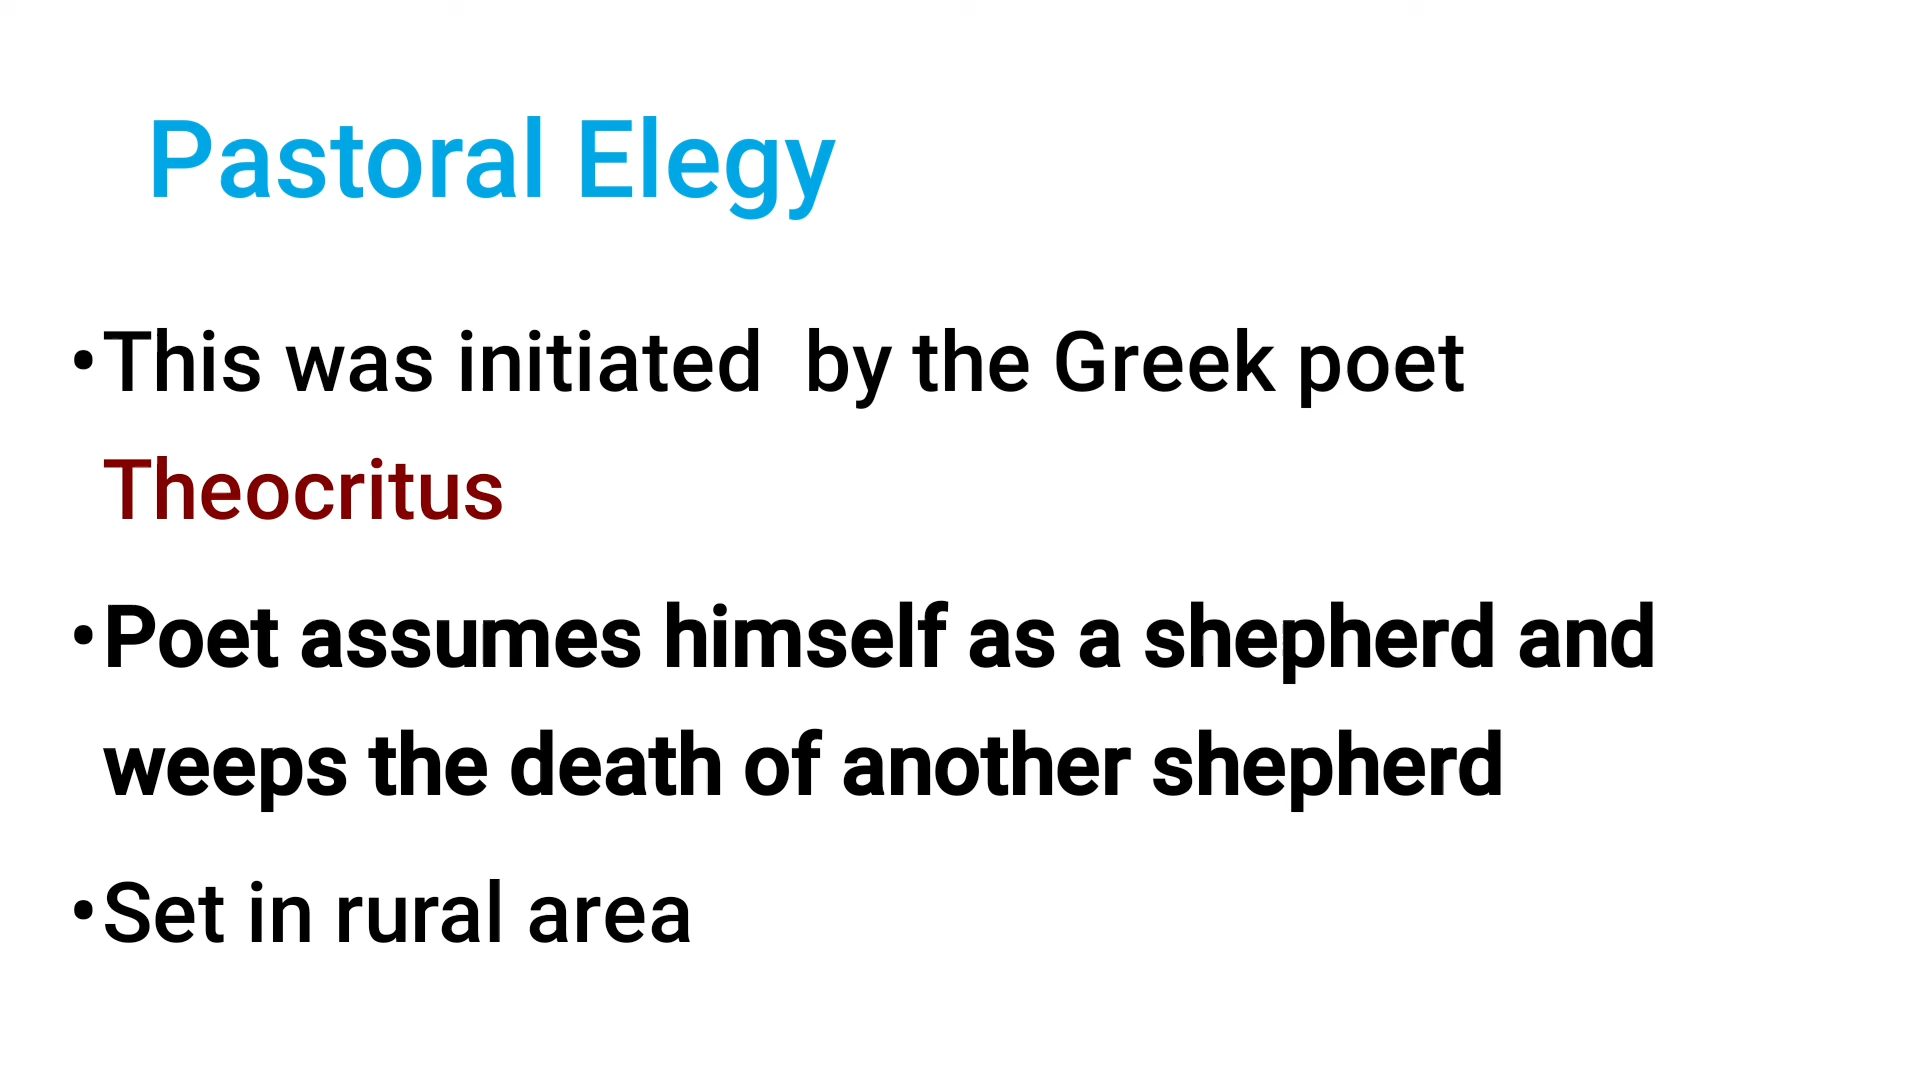 Pastoral Elegy
•This was initiated  by the Greek poet
Theocritus
•Poet assumes himself as a shepherd and
weeps the death of another shepherd
•Set in rural area